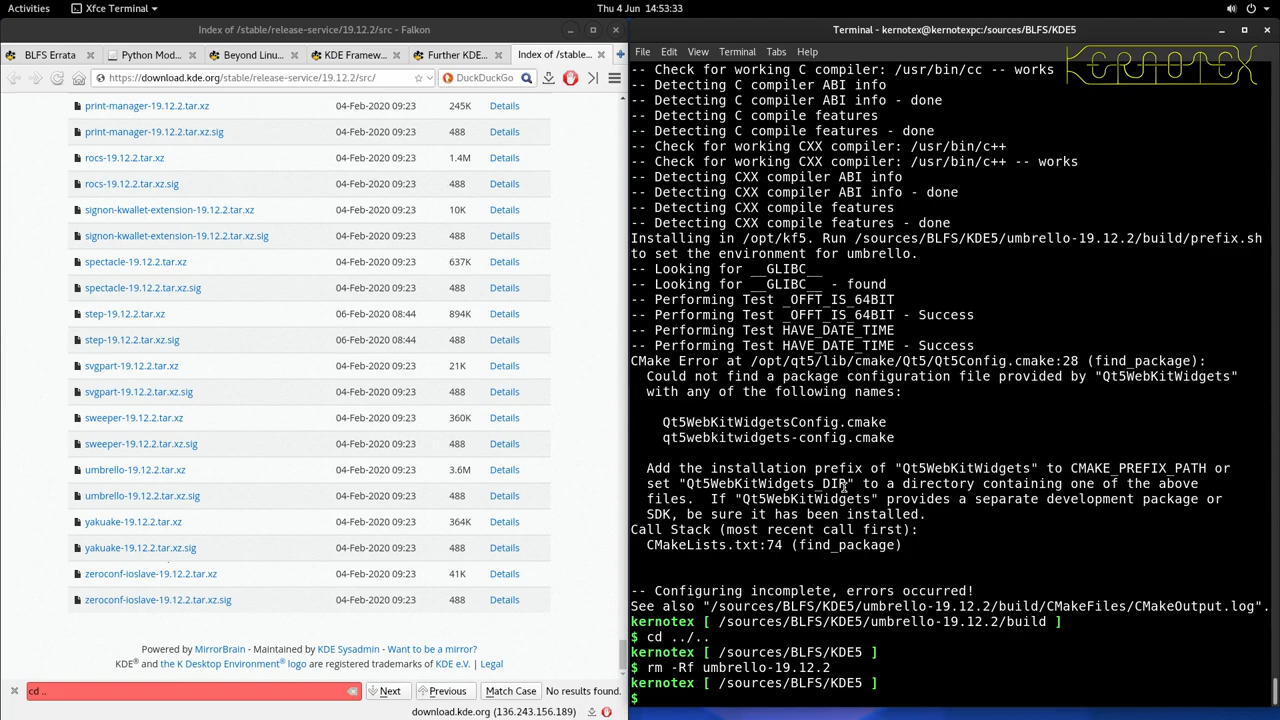 Activities
Xfce Terminal
Thu 4 Jun 14:53:33
Index of /stable/release-service/19.12.2/src/ - Falkon
BLFS Errata
Python Mod...
Beyond Linu...
KDE Framew...
Further KDE...
Index of /stable...
https://download.kde.org/stable/release-service/19.12.2/src/
DuckDuckGo
print-manager-19.12.2.tar.xz 04-Feb-2020 09:23 245K Details
print-manager-19.12.2.tar.xz.sig 04-Feb-2020 09:23 488 Details
rocs-19.12.2.tar.xz 04-Feb-2020 09:23 1.4M Details
rocs-19.12.2.tar.xz.sig 04-Feb-2020 09:23 488 Details
signon-kwallet-extension-19.12.2.tar.xz 04-Feb-2020 09:23 10K Details
signon-kwallet-extension-19.12.2.tar.xz.sig 04-Feb-2020 09:23 488 Details
spectacle-19.12.2.tar.xz 04-Feb-2020 09:23 637K Details
spectacle-19.12.2.tar.xz.sig 04-Feb-2020 09:23 488 Details
step-19.12.2.tar.xz 06-Feb-2020 08:44 894K Details
step-19.12.2.tar.xz.sig 06-Feb-2020 08:44 488 Details
svgpart-19.12.2.tar.xz 04-Feb-2020 09:23 21K Details
svgpart-19.12.2.tar.xz.sig 04-Feb-2020 09:23 488 Details
sweeper-19.12.2.tar.xz 04-Feb-2020 09:23 360K Details
sweeper-19.12.2.tar.xz.sig 04-Feb-2020 09:23 488 Details
umbrello-19.12.2.tar.xz 04-Feb-2020 09:23 3.6M Details
umbrello-19.12.2.tar.xz.sig 04-Feb-2020 09:23 488 Details
yakuake-19.12.2.tar.xz 04-Feb-2020 09:23 364K Details
yakuake-19.12.2.tar.xz.sig 04-Feb-2020 09:23 488 Details
zeroconf-ioslave-19.12.2.tar.xz 04-Feb-2020 09:23 41K Details
zeroconf-ioslave-19.12.2.tar.xz.sig 04-Feb-2020 09:23 488 Details
Powered by MirrorBrain - Maintained by KDE Sysadmin - Want to be a mirror?
KDE® and the K Desktop Environment® logo are registered trademarks of KDE e.V. | Legal
cd ..
Next
Previous
Match Case
No results found.
download.kde.org (136.243.156.189)
Terminal - kernotex@kernotexpc:/sources/BLFS/KDE5
File Edit View Terminal Tabs Help
KERNOTEX
-- Check for working C compiler: /usr/bin/cc -- works
-- Detecting C compiler ABI info
-- Detecting C compiler ABI info - done
-- Detecting C compile features
-- Detecting C compile features - done
-- Check for working CXX compiler: /usr/bin/c++
-- Check for working CXX compiler: /usr/bin/c++ -- works
-- Detecting CXX compiler ABI info
-- Detecting CXX compiler ABI info - done
-- Detecting CXX compile features
-- Detecting CXX compile features - done
Installing in /opt/kf5. Run /sources/BLFS/KDE5/umbrello-19.12.2/build/prefix.sh
to set the environment for umbrello.
-- Looking for __GLIBC__
-- Looking for __GLIBC__ - found
-- Performing Test _OFFT_IS_64BIT
-- Performing Test _OFFT_IS_64BIT - Success
-- Performing Test HAVE_DATE_TIME
-- Performing Test HAVE_DATE_TIME - Success
CMake Error at /opt/qt5/lib/cmake/Qt5/Qt5Config.cmake:28 (find_package):
Could not find a package configuration file provided by "Qt5WebKitWidgets"
with any of the following names:
Qt5WebKitWidgetsConfig.cmake
qt5webkitwidgets-config.cmake
Add the installation prefix of "Qt5WebKitWidgets" to CMAKE_PREFIX_PATH or
set "Qt5WebKitWidgets_DIR" to a directory containing one of the above
files. If "Qt5WebKitWidgets" provides a separate development package or
SDK, be sure it has been installed.
Call Stack (most recent call first):
CMakeLists.txt:74 (find_package)
-- Configuring incomplete, errors occurred!
See also "/sources/BLFS/KDE5/umbrello-19.12.2/build/CMakeFiles/CMakeOutput.log".
kernotex [ /sources/BLFS/KDE5/umbrello-19.12.2/build ]
$ cd ../..
kernotex [ /sources/BLFS/KDE5 ]
$ rm -Rf umbrello-19.12.2
kernotex [ /sources/BLFS/KDE5 ]
$